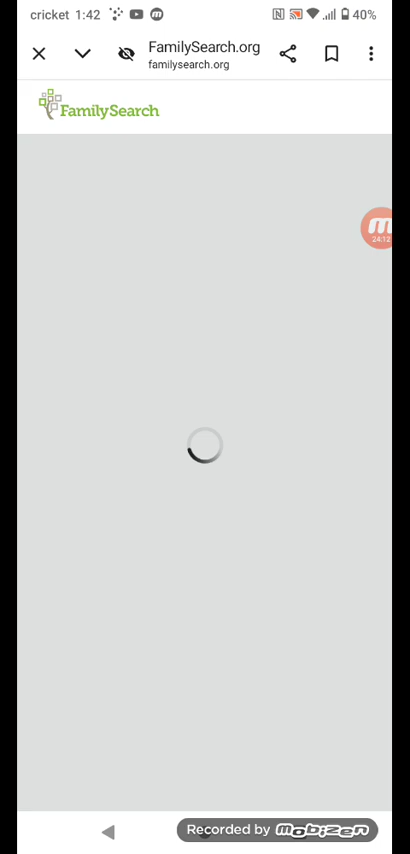 cricket 1:42 40%
FamilySearch.org
familysearch.org
FamilySearch
24:12
Recorded by mobizen